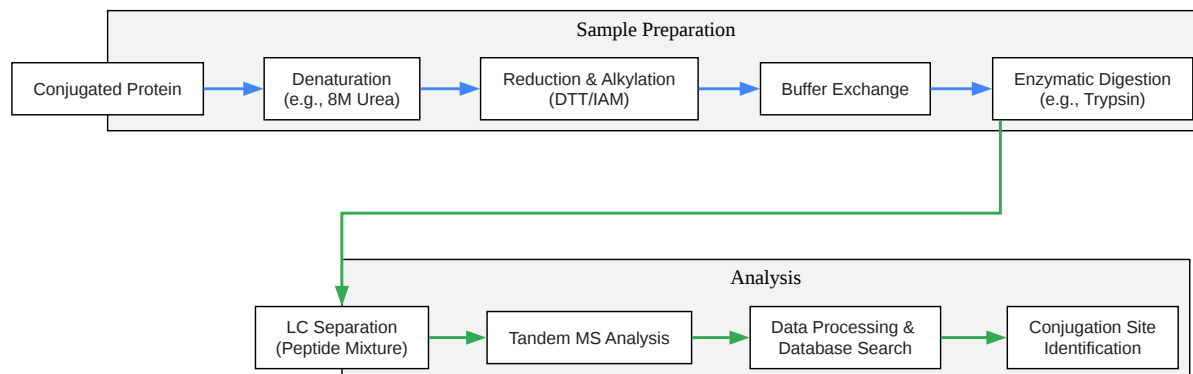 Sample Preparation
Conjugated Protein
Denaturation
(e.g., 8M Urea)
Reduction & Alkylation
(DTT/IAM)
Buffer Exchange
Enzymatic Digestion
(e.g., Trypsin)
Analysis
LC Separation
(Peptide Mixture)
Tandem MS Analysis
Data Processing &
Database Search
Conjugation Site
Identification